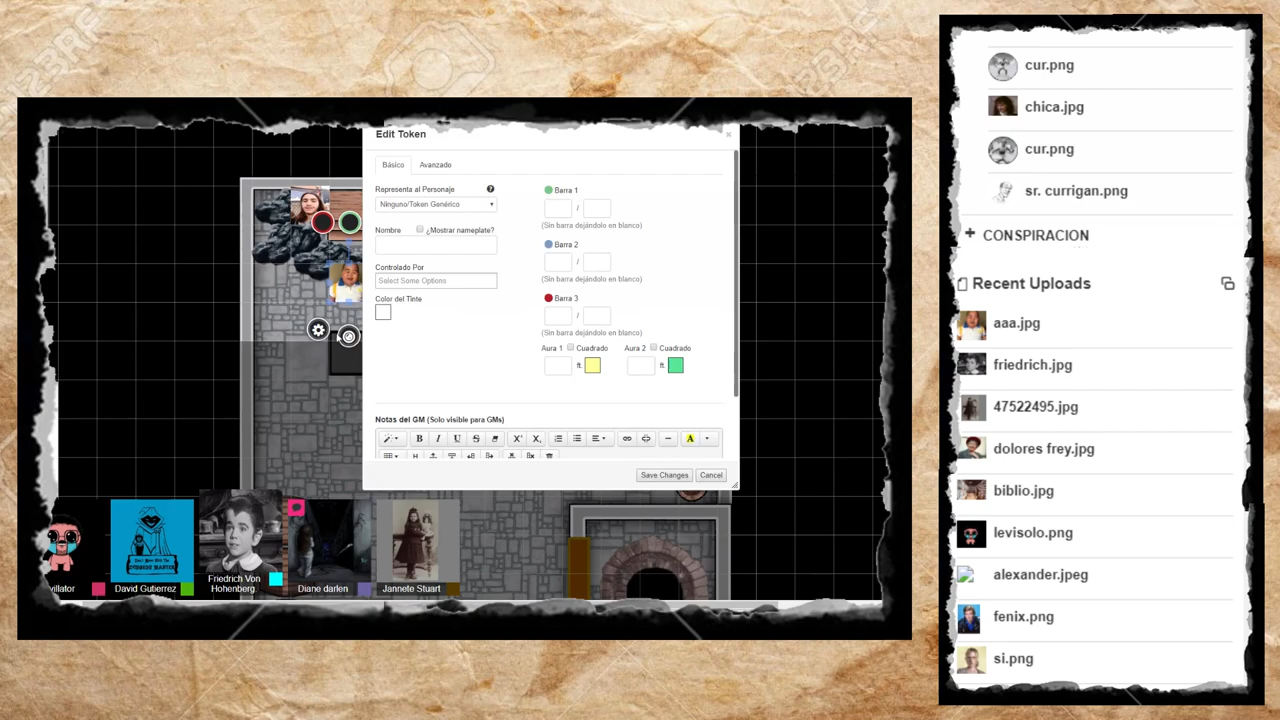 123RF
123RF
Edit Token
×
Básico
Avanzado
Representa al Personaje
Ninguno/Token Genérico
Nombre
¿Mostrar nameplate?
Controlado Por
Select Some Options
Color del Tinte
Barra 1
/
(Sin barra dejándolo en blanco)
Barra 2
/
(Sin barra dejándolo en blanco)
Barra 3
/
(Sin barra dejándolo en blanco)
Aura 1 Cuadrado Aura 2 Cuadrado
ft. ft.
Notas del GM (Solo visible para GMs)
B I U S X X A
H
Save Changes Cancel
villator
David Gutierrez
Friedrich Von
Hohenberg
Diane darlen
Jannete Stuart
cur.png
chica.jpg
cur.png
sr. currigan.png
+ CONSPIRACION
Recent Uploads
aaa.jpg
friedrich.jpg
47522495.jpg
dolores frey.jpg
biblio.jpg
levisolo.png
alexander.jpeg
fenix.png
si.png